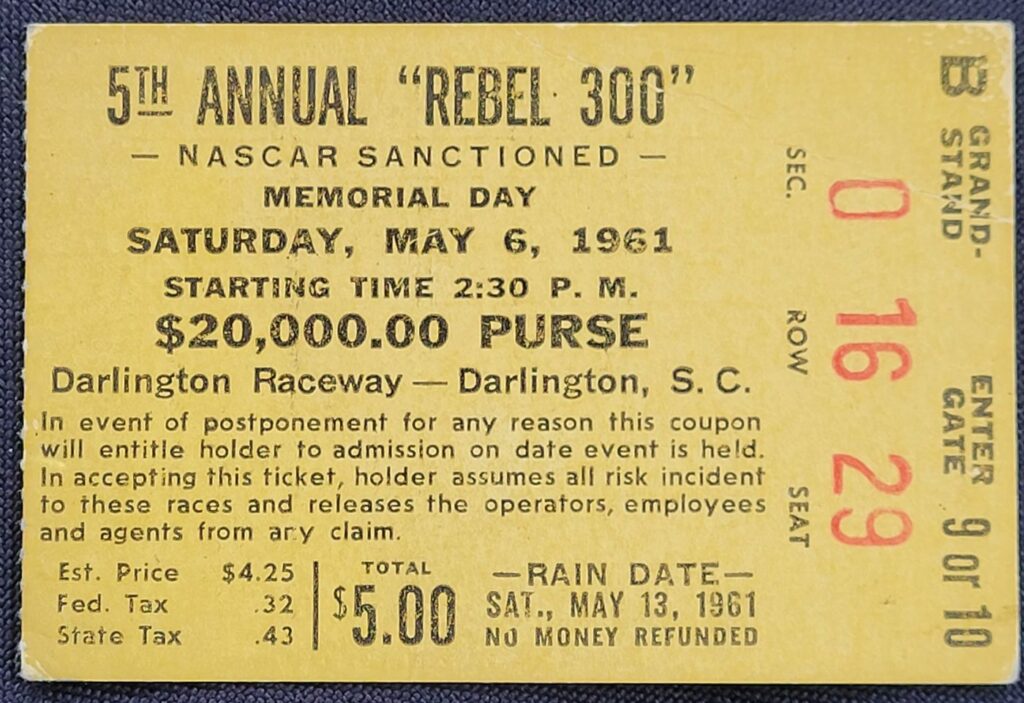 5TH ANNUAL "REBEL 300"
— NASCAR SANCTIONED —
MEMORIAL DAY
SATURDAY, MAY 6, 1961
STARTING TIME 2:30 P. M.
$20,000.00 PURSE
Darlington Raceway — Darlington, S. C.
In event of postponement for any reason this coupon
will entitle holder to admission on date event is held.
In accepting this ticket, holder assumes all risk incident
to these races and releases the operators, employees
and agents from any claim.
Est. Price $4.25
Fed. Tax .32
State Tax .43
TOTAL
$5.00
—RAIN DATE—
SAT., MAY 13, 1961
NO MONEY REFUNDED
B GRAND-
STAND
ENTER
GATE 9 or 10
0 16 29
SEC. ROW SEAT